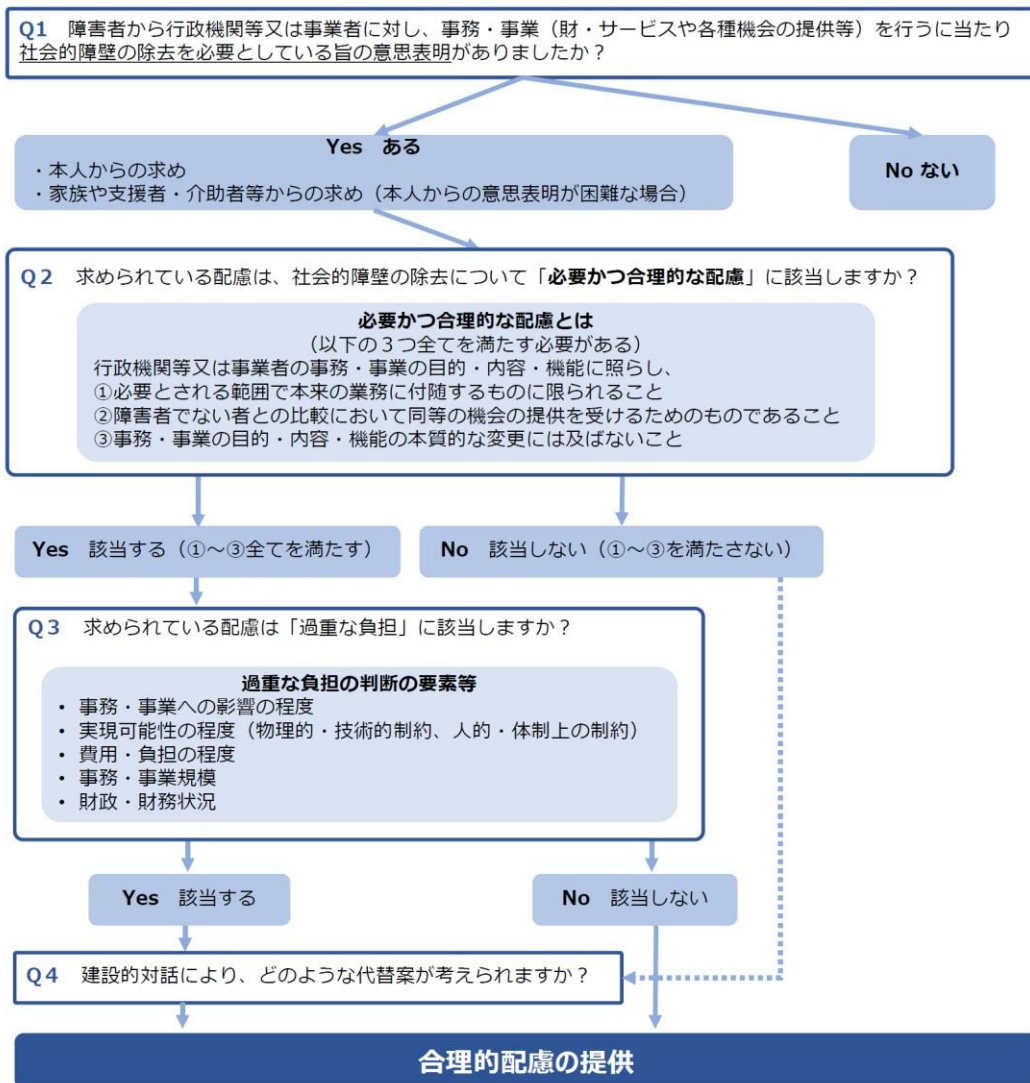 Q1 障害者から行政機関等又は事業者に対し、事務・事業（財・サービスや各種機会の提供等）を行うに当たり
社会的障壁の除去を必要としている旨の意思表明がありましたか？
Yes ある
・本人からの求め
・家族や支援者・介助者等からの求め（本人からの意思表明が困難な場合）
No ない
Q２ 求められている配慮は、社会的障壁の除去について「必要かつ合理的な配慮」に該当しますか？
必要かつ合理的な配慮とは
（以下の３つ全てを満たす必要がある）
行政機関等又は事業者の事務・事業の目的・内容・機能に照らし、
①必要とされる範囲で本来の業務に付随するものに限られること
②障害者でない者との比較において同等の機会の提供を受けるためのものであること
③事務・事業の目的・内容・機能の本質的な変更には及ばないこと
Yes 該当する（①～③全てを満たす）
No 該当しない（①～③を満たさない）
Q３ 求められている配慮は「過重な負担」に該当しますか？
過重な負担の判断の要素等
• 事務・事業への影響の程度
• 実現可能性の程度（物理的・技術的制約、人的・体制上の制約）
• 費用・負担の程度
• 事務・事業規模
• 財政・財務状況
Yes 該当する
No 該当しない
Q４ 建設的対話により、どのような代替案が考えられますか？
合理的配慮の提供